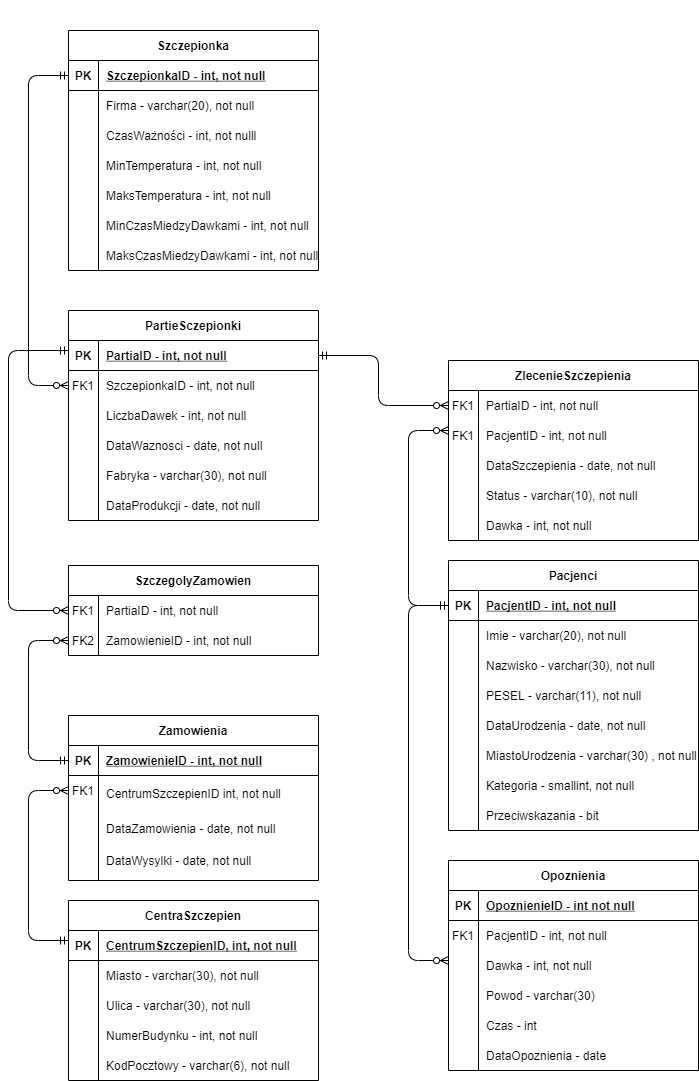 Szczepionka
PK SzczepionkaID - int, not null
Firma - varchar(20), not null
CzasWażności - int, not nulll
MinTemperatura - int, not null
MaksTemperatura - int, not null
MinCzasMiedzyDawkami - int, not null
MaksCzasMiedzyDawkami - int, not null
PartieSczepionki
PK PartiaID - int, not null
FK1 SzczepionkaID - int, not null
LiczbaDawek - int, not null
DataWaznosci - date, not null
Fabryka - varchar(30), not null
DataProdukcji - date, not null
SzczegolyZamowien
FK1 PartiaID - int, not null
FK2 ZamowienieID - int, not null
Zamowienia
PK ZamowienieID - int, not null
FK1 CentrumSzczepienID int, not null
DataZamowienia - date, not null
DataWysylki - date, not null
CentraSzczepien
PK CentrumSzczepienID, int, not null
Miasto - varchar(30), not null
Ulica - varchar(30), not null
NumerBudynku - int, not null
KodPocztowy - varchar(6), not null
ZlecenieSzczepienia
FK1 PartiaID - int, not null
FK1 PacjentID - int, not null
DataSzczepienia - date, not null
Status - varchar(10), not null
Dawka - int, not null
Pacjenci
PK PacjentID - int, not null
Imie - varchar(20), not null
Nazwisko - varchar(30), not null
PESEL - varchar(11), not null
DataUrodzenia - date, not null
MiastoUrodzenia - varchar(30) , not null
Kategoria - smallint, not null
Przeciwskazania - bit
Opoznienia
PK OpoznienieID - int not null
FK1 PacjentID - int, not null
Dawka - int, not null
Powod - varchar(30)
Czas - int
DataOpoznienia - date